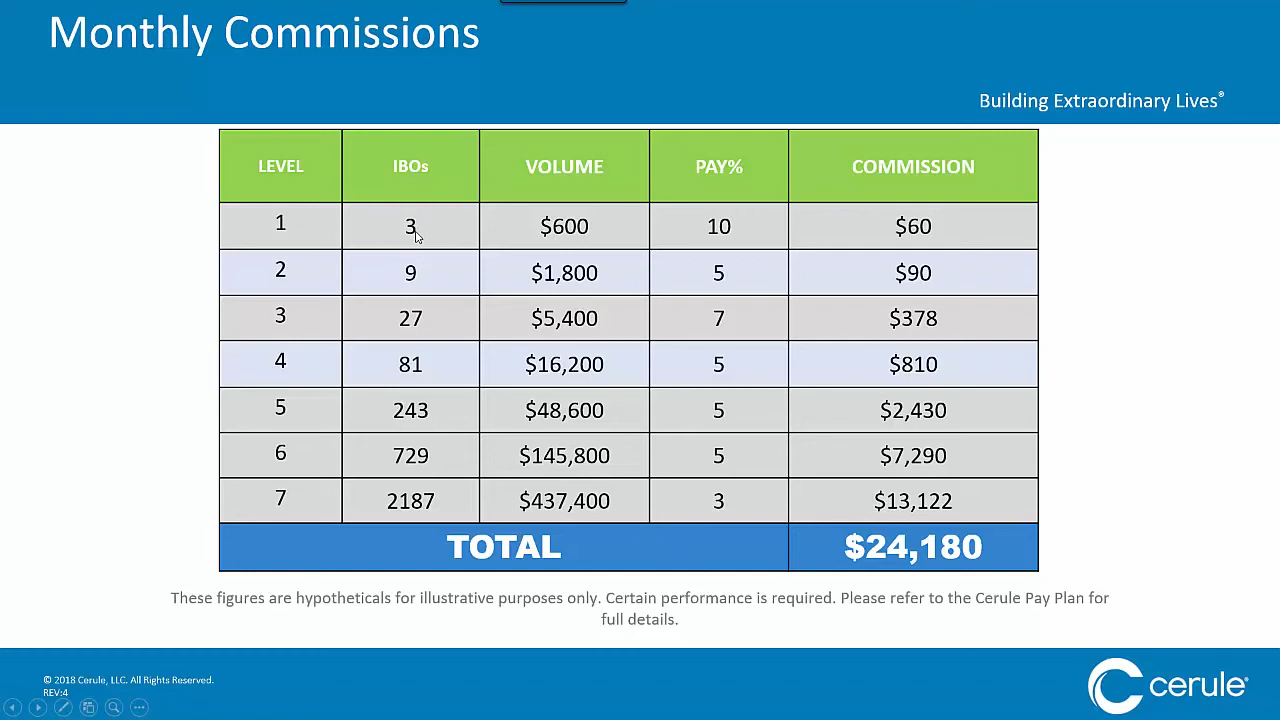 Monthly Commissions
Building Extraordinary Lives®
LEVEL IBOs VOLUME PAY% COMMISSION
1 3 $600 10 $60
2 9 $1,800 5 $90
3 27 $5,400 7 $378
4 81 $16,200 5 $810
5 243 $48,600 5 $2,430
6 729 $145,800 5 $7,290
7 2187 $437,400 3 $13,122
TOTAL $24,180
These figures are hypotheticals for illustrative purposes only. Certain performance is required. Please refer to the Cerule Pay Plan for
full details.
© 2018 Cerule, LLC. All Rights Reserved.
REV:4
cerule®